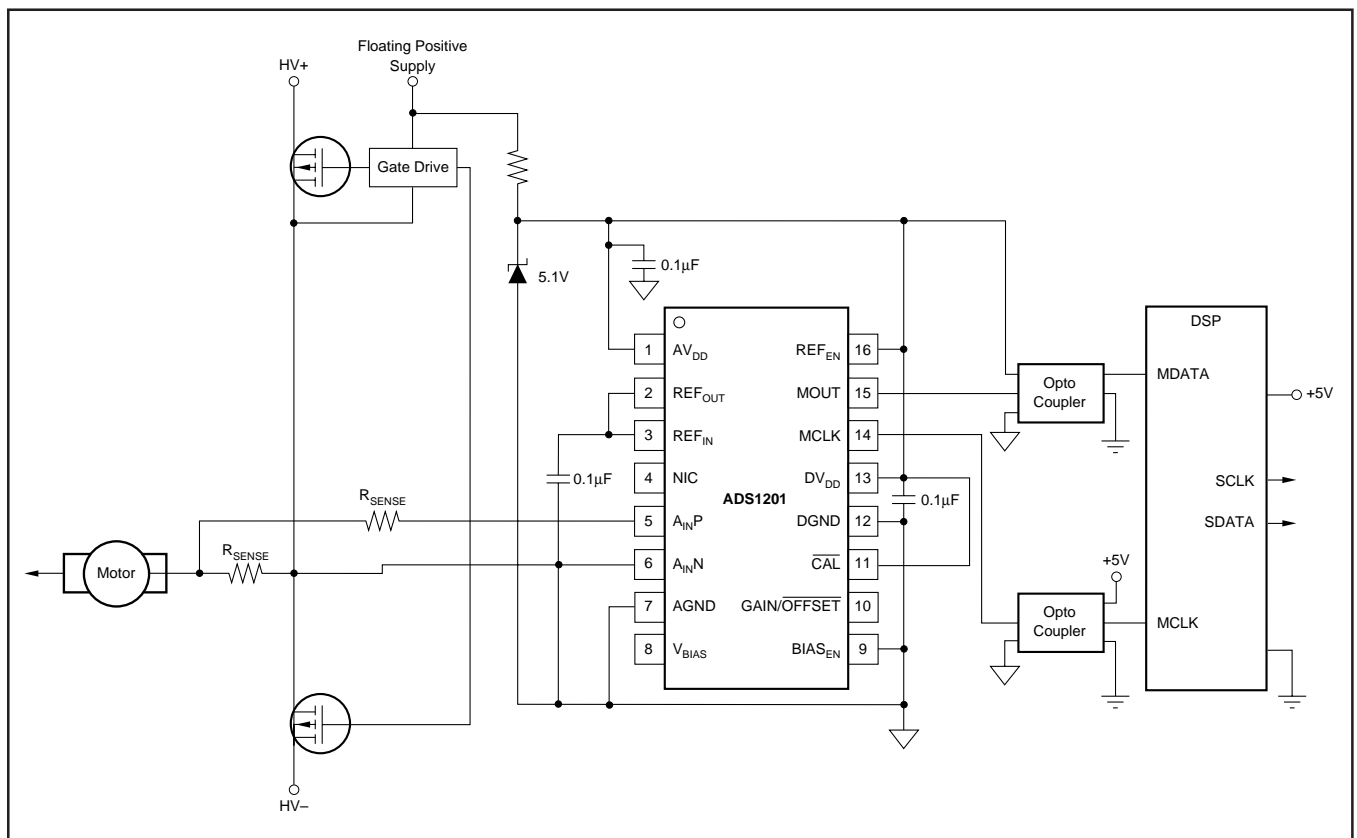 Floating Positive
Supply
HV+
Gate Drive
5.1V
0.1µF
DSP
1 AVDD
REFEN 16
2 REFOUT
MOUT 15
Opto
Coupler
MDATA
+5V
3 REFIN
MCLK 14
0.1µF
4 NIC
DVDD 13
ADS1201
0.1µF
SCLK
RSENSE
5 AINP
DGND 12
SDATA
RSENSE
Motor
6 AINN
CAL 11
+5V
7 AGND
GAIN/OFFSET 10
Opto
Coupler
MCLK
8 VBIAS
BIASEN 9
HV–